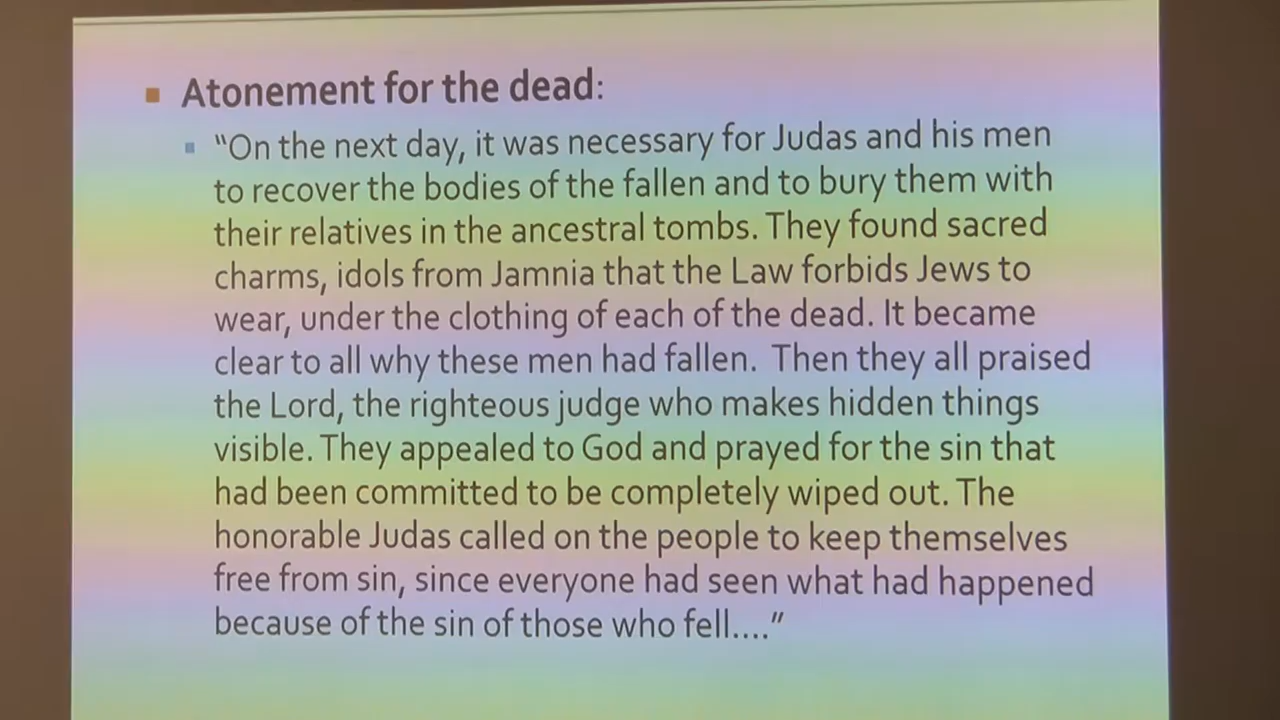 Atonement for the dead:
“On the next day, it was necessary for Judas and his men
to recover the bodies of the fallen and to bury them with
their relatives in the ancestral tombs. They found sacred
charms, idols from Jamnia that the Law forbids Jews to
wear, under the clothing of each of the dead. It became
clear to all why these men had fallen.  Then they all praised
the Lord, the righteous judge who makes hidden things
visible. They appealed to God and prayed for the sin that
had been committed to be completely wiped out. The
honorable Judas called on the people to keep themselves
free from sin, since everyone had seen what had happened
because of the sin of those who fell....”